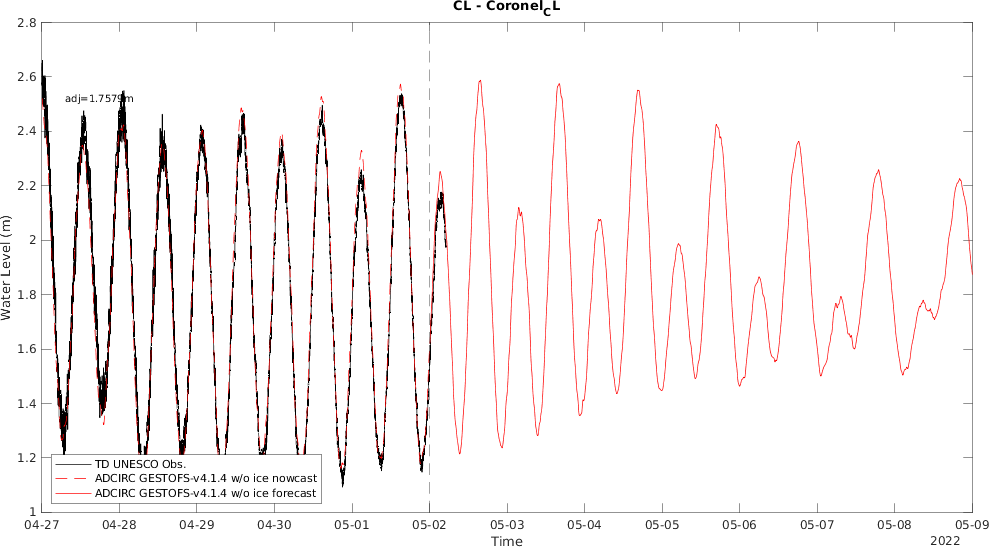 CL - Coronel_CL
2.8
2.6
2.4
2.2
2
1.8
1.6
1.4
1.2
1
Water Level (m)
adj=1.7579m
TD UNESCO Obs.
ADCIRC GESTOFS-v4.1.4 w/o ice nowcast
ADCIRC GESTOFS-v4.1.4 w/o ice forecast
04-27 04-28 04-29 04-30 05-01 05-02 05-03 05-04 05-05 05-06 05-07 05-08 05-09
Time
2022